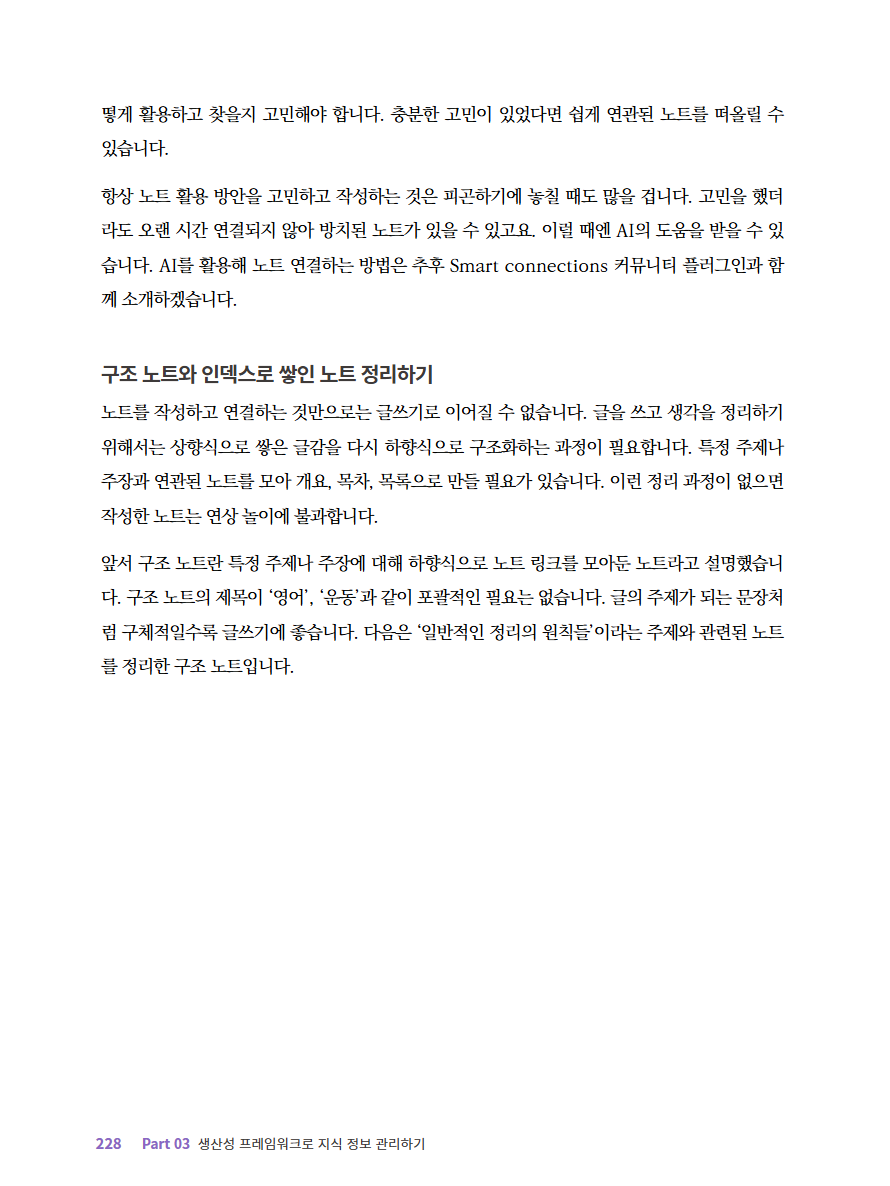 떻게 활용하고 찾을지 고민해야 합니다. 충분한 고민이 있었다면 쉽게 연관된 노트를 떠올릴 수
있습니다.
항상 노트 활용 방안을 고민하고 작성하는 것은 피곤하기에 놓칠 때도 많을 겁니다. 고민을 했더
라도 오랜 시간 연결되지 않아 방치된 노트가 있을 수 있고요. 이럴 때엔 AI의 도움을 받을 수 있
습니다. AI를 활용해 노트 연결하는 방법은 추후 Smart connections 커뮤니티 플러그인과 함
께 소개하겠습니다.
구조 노트와 인덱스로 쌓인 노트 정리하기
노트를 작성하고 연결하는 것만으로는 글쓰기로 이어질 수 없습니다. 글을 쓰고 생각을 정리하기
위해서는 상향식으로 쌓은 글감을 다시 하향식으로 구조화하는 과정이 필요합니다. 특정 주제나
주장과 연관된 노트를 모아 개요, 목차, 목록으로 만들 필요가 있습니다. 이런 정리 과정이 없으면
작성한 노트는 연상 놀이에 불과합니다.
앞서 구조 노트란 특정 주제나 주장에 대해 하향식으로 노트 링크를 모아둔 노트라고 설명했습니
다. 구조 노트의 제목이 ‘영어’, ‘운동’과 같이 포괄적인 필요는 없습니다. 글의 주제가 되는 문장처
럼 구체적일수록 글쓰기에 좋습니다. 다음은 ‘일반적인 정리의 원칙들’이라는 주제와 관련된 노트
를 정리한 구조 노트입니다.
228 Part 03 생산성 프레임워크로 지식 정보 관리하기